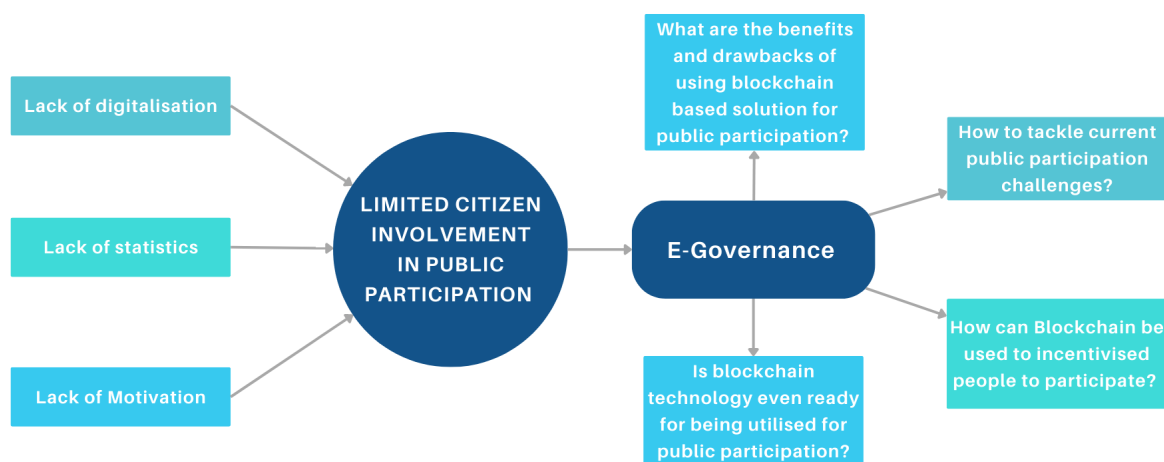 Lack of digitalisation
Lack of statistics
Lack of Motivation
LIMITED CITIZEN
INVOLVEMENT
IN PUBLIC
PARTICIPATION
E-Governance
What are the benefits
and drawbacks of
using blockchain
based solution for
public participation?
How to tackle current
public participation
challenges?
How can Blockchain be
used to incentivised
people to participate?
Is blockchain
technology even ready
for being utilised for
public participation?